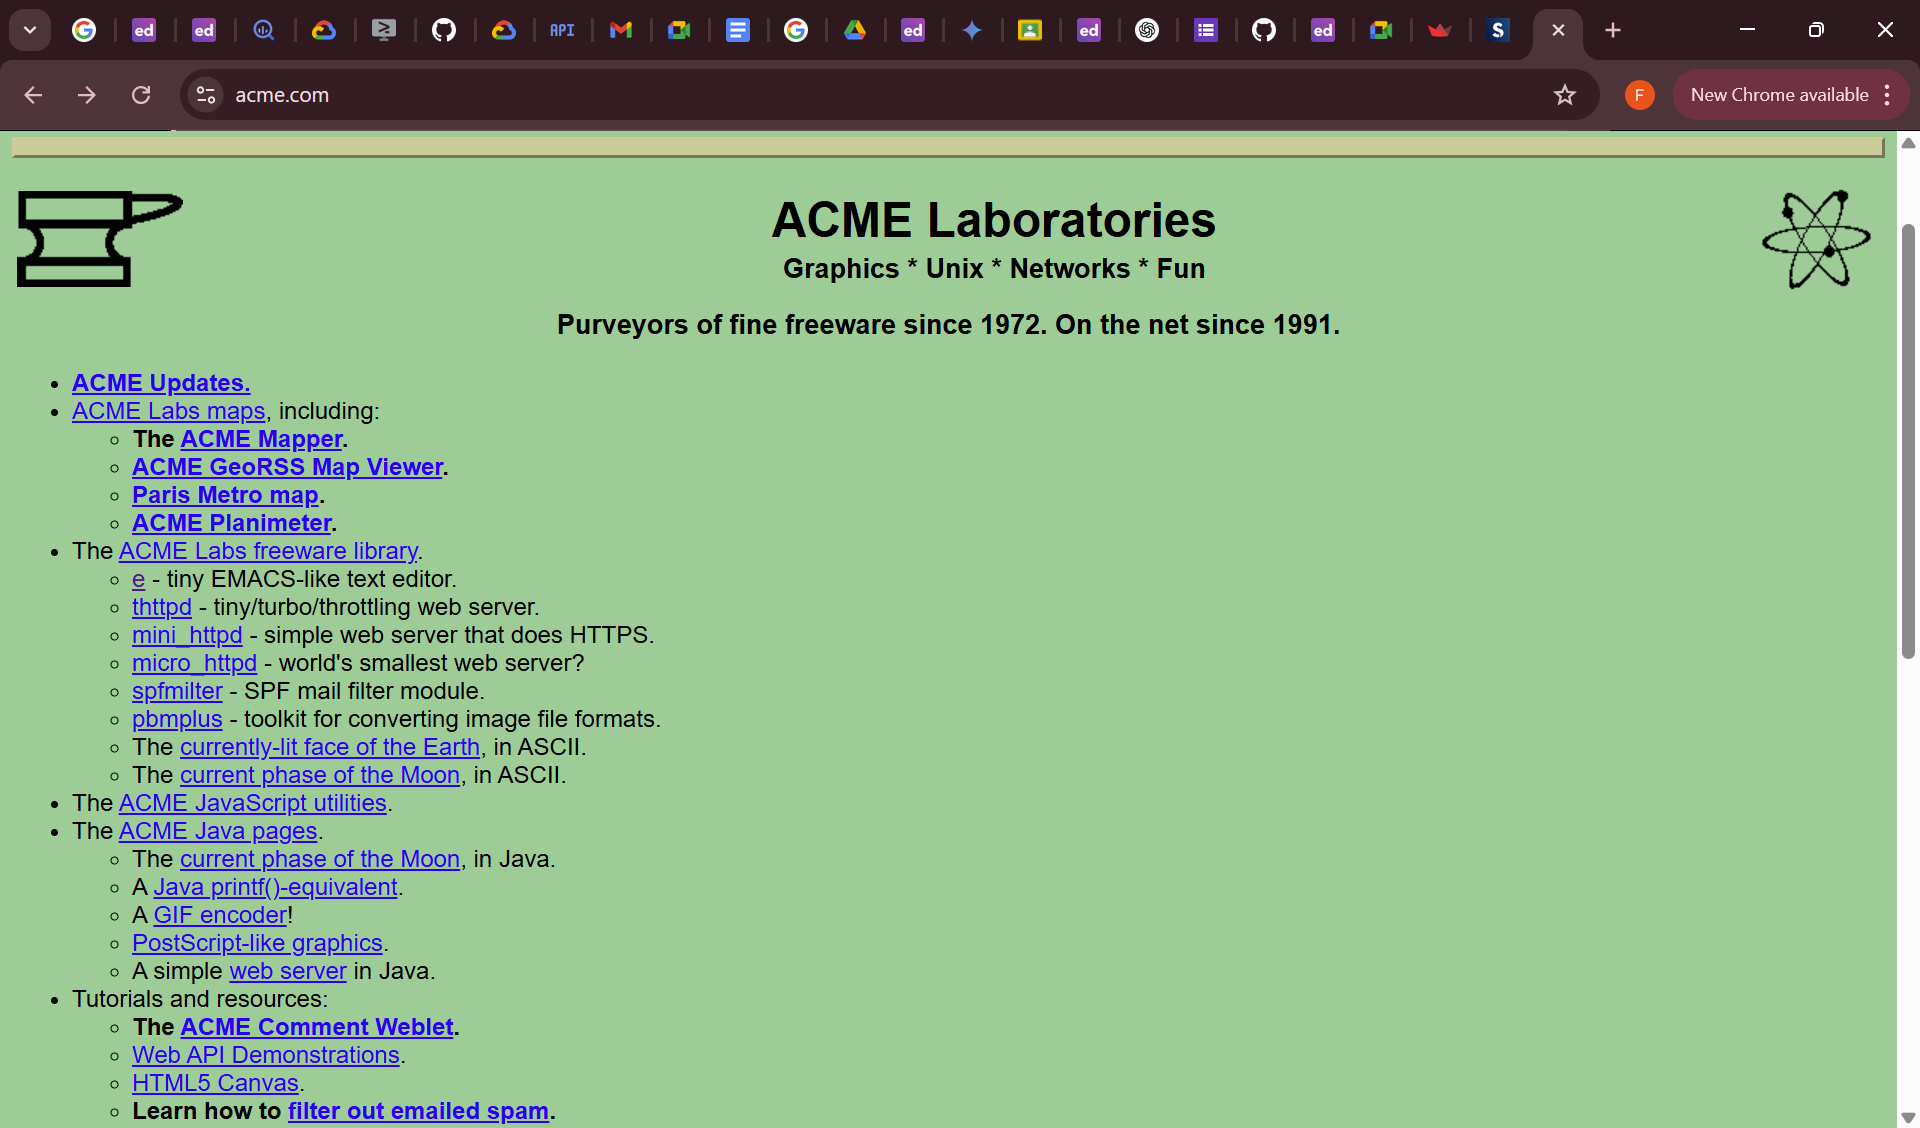 ed
ed
API
ed
ed
ed
S
acme.com
F
New Chrome available
ACME Laboratories
Graphics * Unix * Networks * Fun
Purveyors of fine freeware since 1972. On the net since 1991.
ACME Updates.
ACME Labs maps, including:
The ACME Mapper.
ACME GeoRSS Map Viewer.
Paris Metro map.
ACME Planimeter.
The ACME Labs freeware library.
e - tiny EMACS-like text editor.
thttpd - tiny/turbo/throttling web server.
mini_httpd - simple web server that does HTTPS.
micro_httpd - world's smallest web server?
spfmilter - SPF mail filter module.
pbmplus - toolkit for converting image file formats.
The currently-lit face of the Earth, in ASCII.
The current phase of the Moon, in ASCII.
The ACME JavaScript utilities.
The ACME Java pages.
The current phase of the Moon, in Java.
A Java printf()-equivalent.
A GIF encoder!
PostScript-like graphics.
A simple web server in Java.
Tutorials and resources:
The ACME Comment Weblet.
Web API Demonstrations.
HTML5 Canvas.
Learn how to filter out emailed spam.